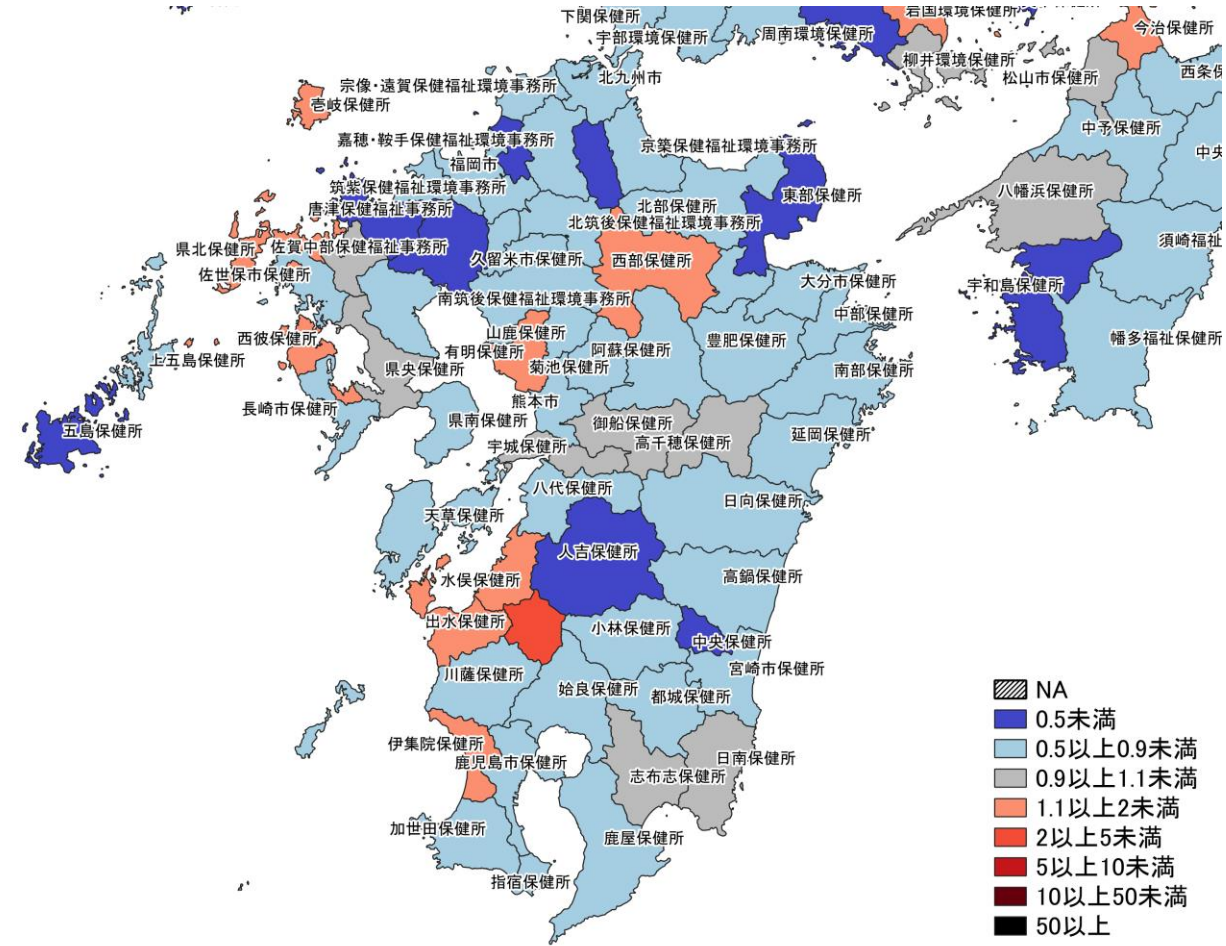 下関保健所
岩国環境保健所
宇部環境保健所
周南環境保健所
今治保健所
柳井環境保健所
松山市保健所
西条保
北九州市
宗像・遠賀保健福祉環境事務所
壱岐保健所
中予保健所
嘉穂・鞍手保健福祉環境事務所
京築保健福祉環境事務所
中央
福岡市
筑紫保健福祉環境事務所
八幡浜保健所
東部保健所
唐津保健福祉事務所
北部保健所
北筑後保健福祉環境事務所
県北保健所
佐賀中部保健福祉事務所
須崎福祉
久留米市保健所
西部保健所
佐世保市保健所
大分市保健所
宇和島保健所
南筑後保健福祉環境事務所
中部保健所
山鹿保健所
西彼保健所
豊肥保健所
幡多福祉保健所
有明保健所
阿蘇保健所
上五島保健所
菊池保健所
県央保健所
南部保健所
熊本市
長崎市保健所
県南保健所
御船保健所
五島保健所
延岡保健所
宇城保健所
高千穂保健所
八代保健所
日向保健所
天草保健所
人吉保健所
水俣保健所
高鍋保健所
出水保健所
小林保健所
中央保健所
宮崎市保健所
川薩保健所
姶良保健所
都城保健所
伊集院保健所
鹿児島市保健所
日南保健所
志布志保健所
加世田保健所
鹿屋保健所
指宿保健所
NA
0.5未満
0.5以上0.9未満
0.9以上1.1未満
1.1以上2未満
2以上5未満
5以上10未満
10以上50未満
50以上